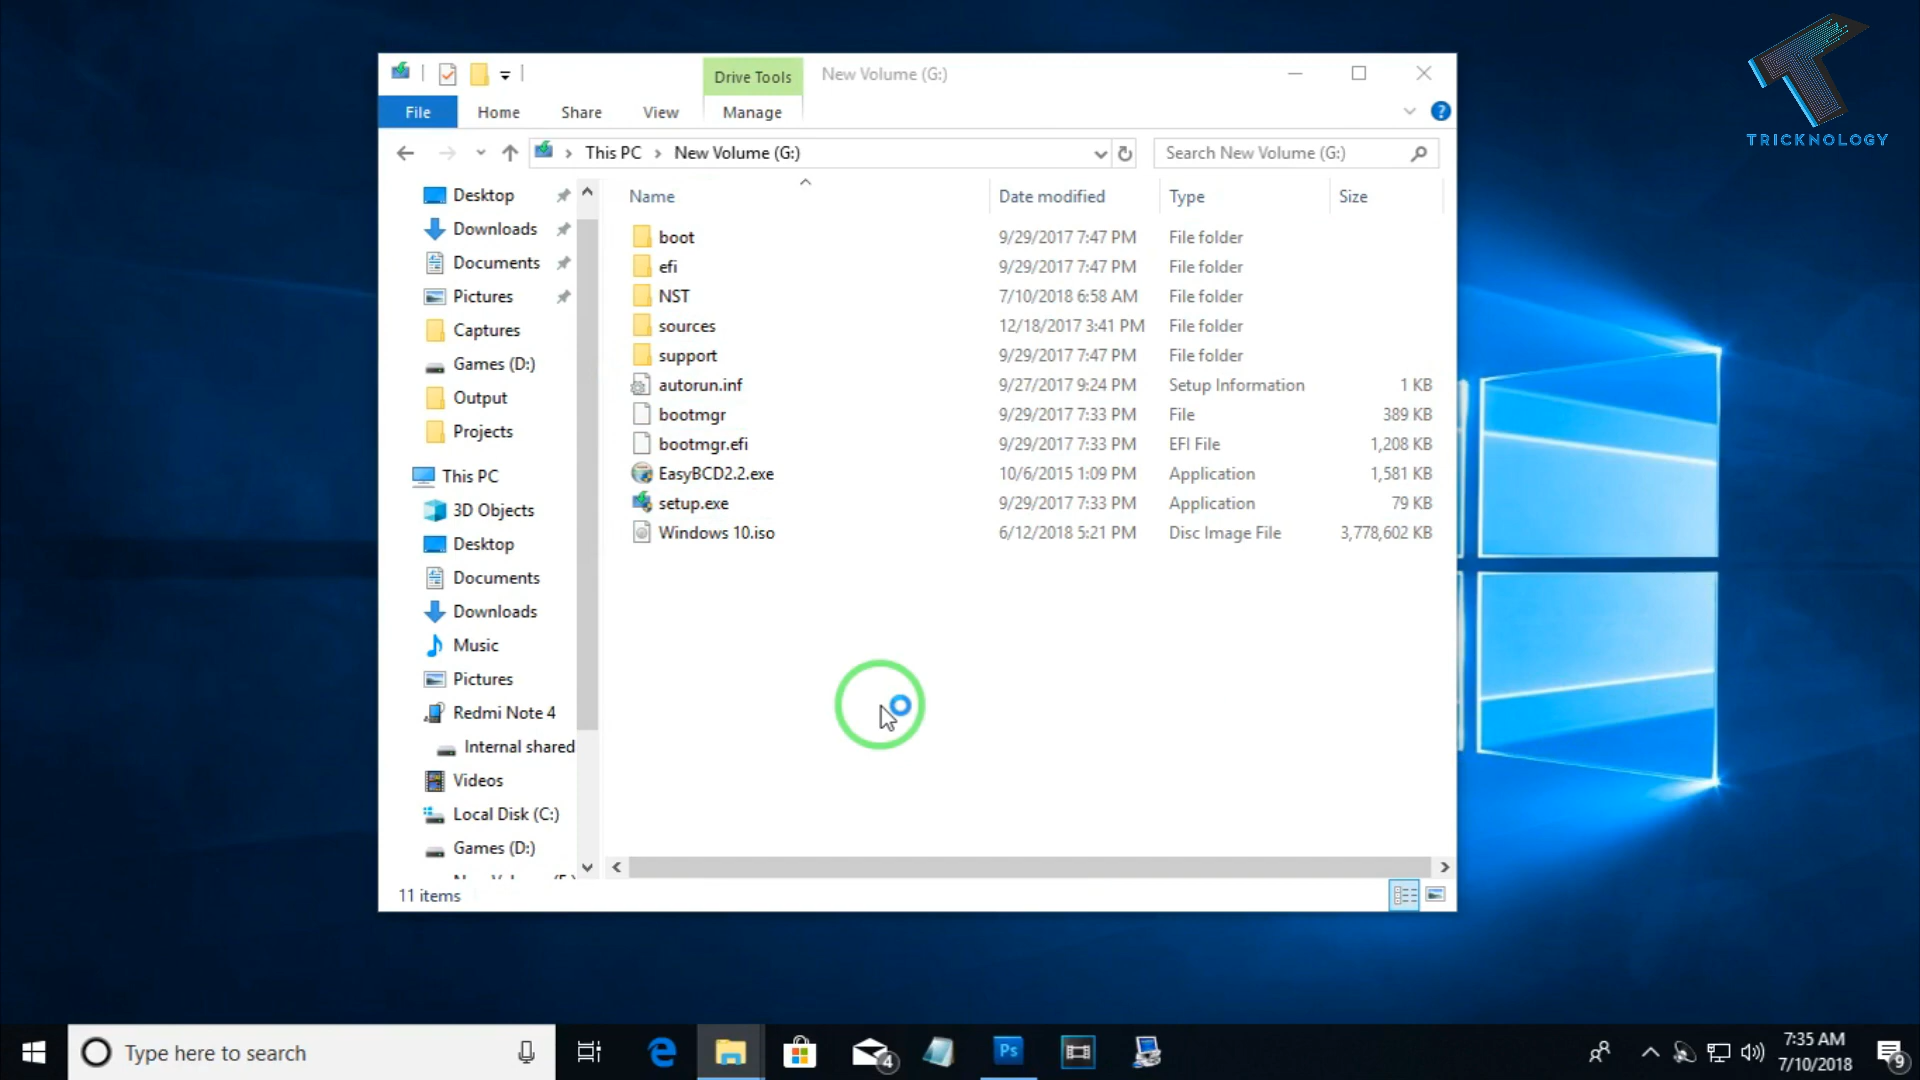 Drive Tools
New Volume (G:)
File
Home
Share
View
Manage
?
This PC
New Volume (G:)
Search New Volume (G:)
Name
Date modified
Type
Size
Desktop
Downloads
Documents
Pictures
Captures
Games (D:)
Output
Projects
This PC
3D Objects
Desktop
Documents
Downloads
Music
Pictures
Redmi Note 4
Internal shared
Videos
Local Disk (C:)
Games (D:)
boot 9/29/2017 7:47 PM File folder
efi 9/29/2017 7:47 PM File folder
NST 7/10/2018 6:58 AM File folder
sources 12/18/2017 3:41 PM File folder
support 9/29/2017 7:47 PM File folder
autorun.inf 9/27/2017 9:24 PM Setup Information 1 KB
bootmgr 9/29/2017 7:33 PM File 389 KB
bootmgr.efi 9/29/2017 7:33 PM EFI File 1,208 KB
EasyBCD2.2.exe 10/6/2015 1:09 PM Application 1,581 KB
setup.exe 9/29/2017 7:33 PM Application 79 KB
Windows 10.iso 6/12/2018 5:21 PM Disc Image File 3,778,602 KB
11 items
TRICKNOLOGY
Type here to search
4
Ps
7:35 AM
7/10/2018
9